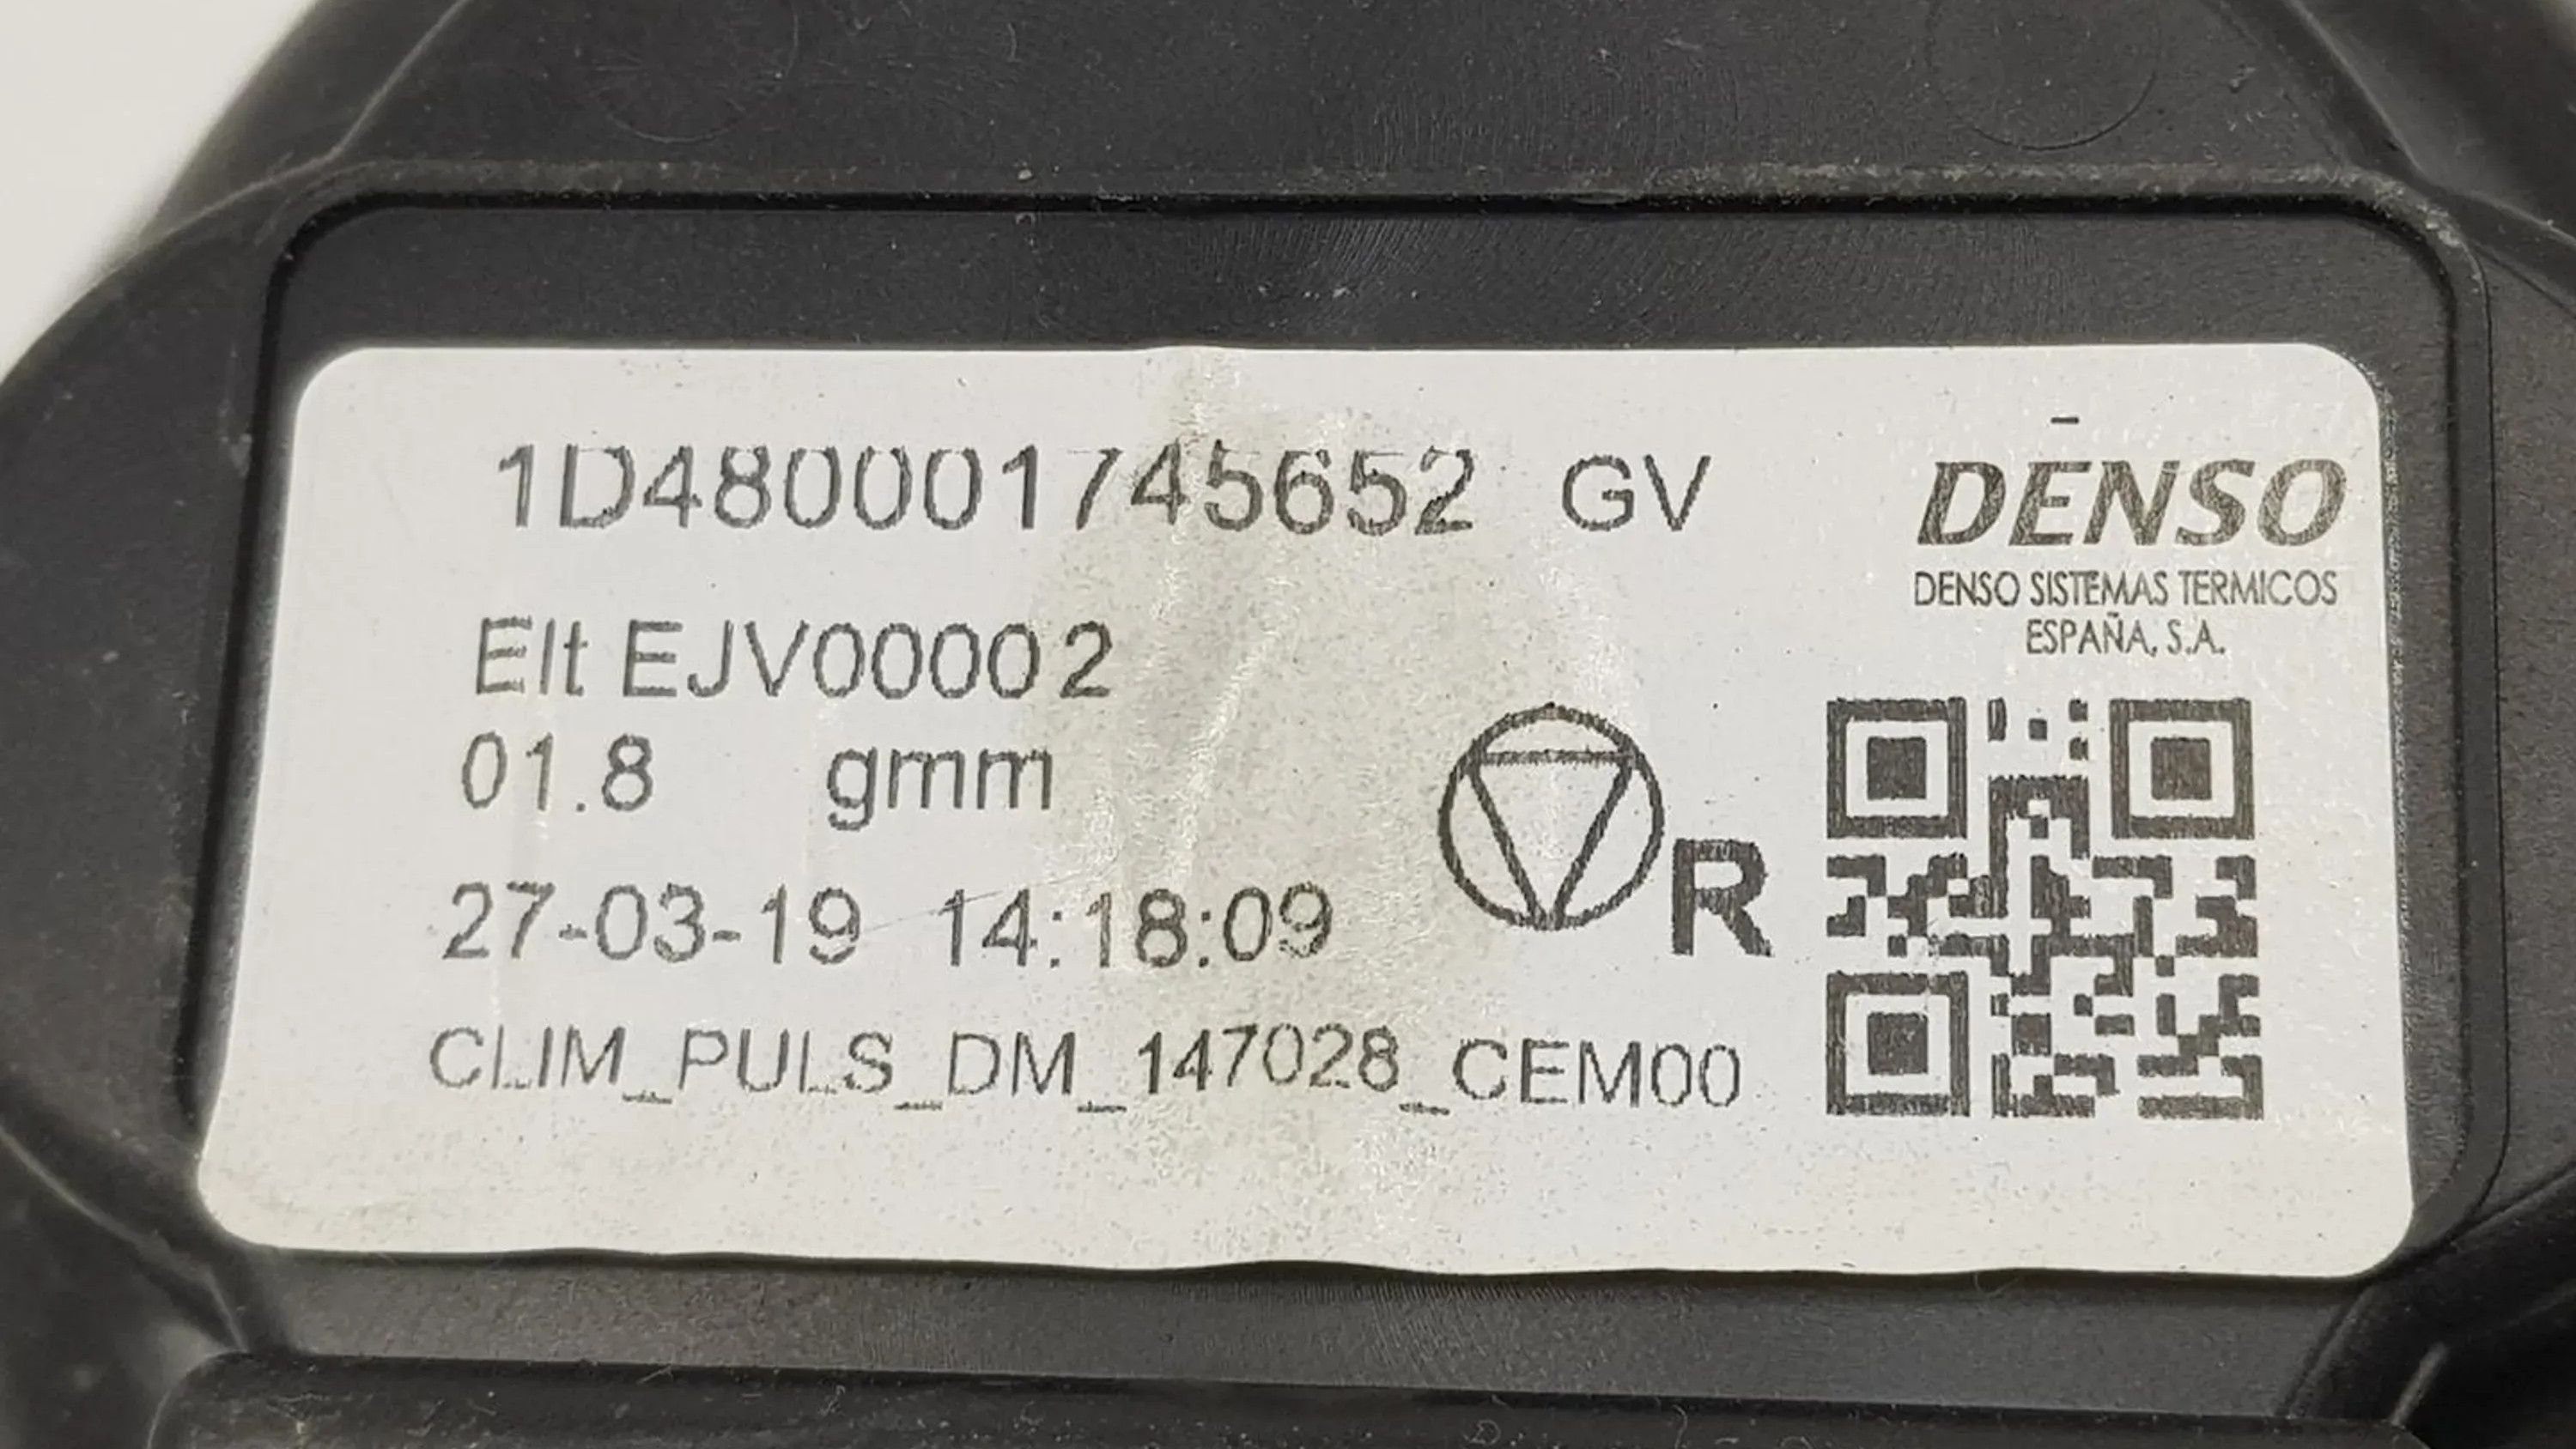 1D480001745652 GV
DENSO
DENSO SISTEMAS TERMICOS
ESPAÑA, S.A.
Elt EJV00002
01.8 gmm
R
27-03-19 14:18:09
CLIM_PULS_DM_147028_CEM00